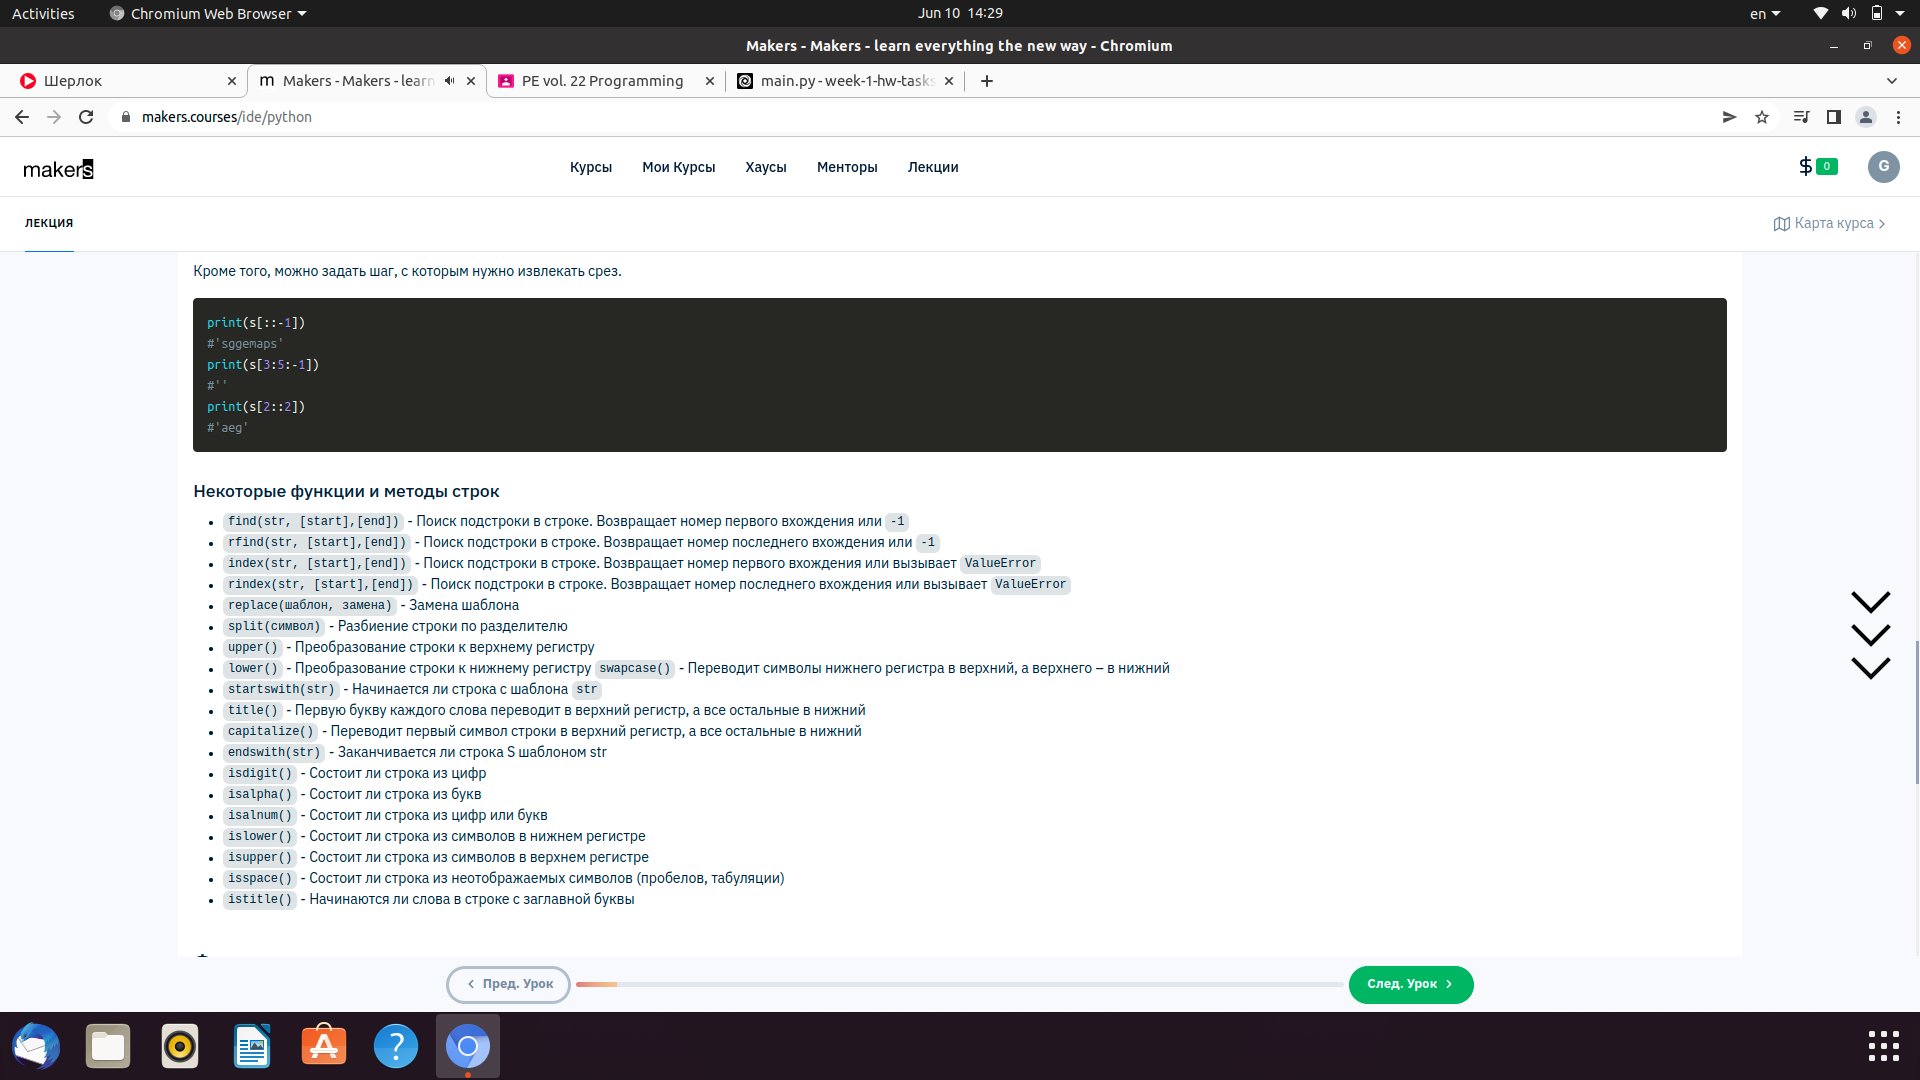 Activities
Chromium Web Browser
Jun 10 14:29
en
Makers - Makers - learn everything the new way - Chromium
Шерлок
m Makers - Makers - learn
PE vol. 22 Programming
main.py - week-1-hw-tasks
makers.courses/ide/python
makers
Курсы
Мои Курсы
Хаусы
Менторы
Лекции
$ 0
G
ЛЕКЦИЯ
Карта курса
Кроме того, можно задать шаг, с которым нужно извлекать срез.
print(s[::-1])
#'sggemaps'
print(s[3:5:-1])
#''
print(s[2::2])
#'aeg'
Некоторые функции и методы строк
find(str, [start],[end]) - Поиск подстроки в строке. Возвращает номер первого вхождения или -1
rfind(str, [start],[end]) - Поиск подстроки в строке. Возвращает номер последнего вхождения или -1
index(str, [start],[end]) - Поиск подстроки в строке. Возвращает номер первого вхождения или вызывает ValueError
rindex(str, [start],[end]) - Поиск подстроки в строке. Возвращает номер последнего вхождения или вызывает ValueError
replace(шаблон, замена) - Замена шаблона
split(символ) - Разбиение строки по разделителю
upper() - Преобразование строки к верхнему регистру
lower() - Преобразование строки к нижнему регистру swapcase() - Переводит символы нижнего регистра в верхний, а верхнего – в нижний
startswith(str) - Начинается ли строка с шаблона str
title() - Первую букву каждого слова переводит в верхний регистр, а все остальные в нижний
capitalize() - Переводит первый символ строки в верхний регистр, а все остальные в нижний
endswith(str) - Заканчивается ли строка S шаблоном str
isdigit() - Состоит ли строка из цифр
isalpha() - Состоит ли строка из букв
isalnum() - Состоит ли строка из цифр или букв
islower() - Состоит ли строка из символов в нижнем регистре
isupper() - Состоит ли строка из символов в верхнем регистре
isspace() - Состоит ли строка из неотображаемых символов (пробелов, табуляции)
istitle() - Начинаются ли слова в строке с заглавной буквы
Пред. Урок
След. Урок